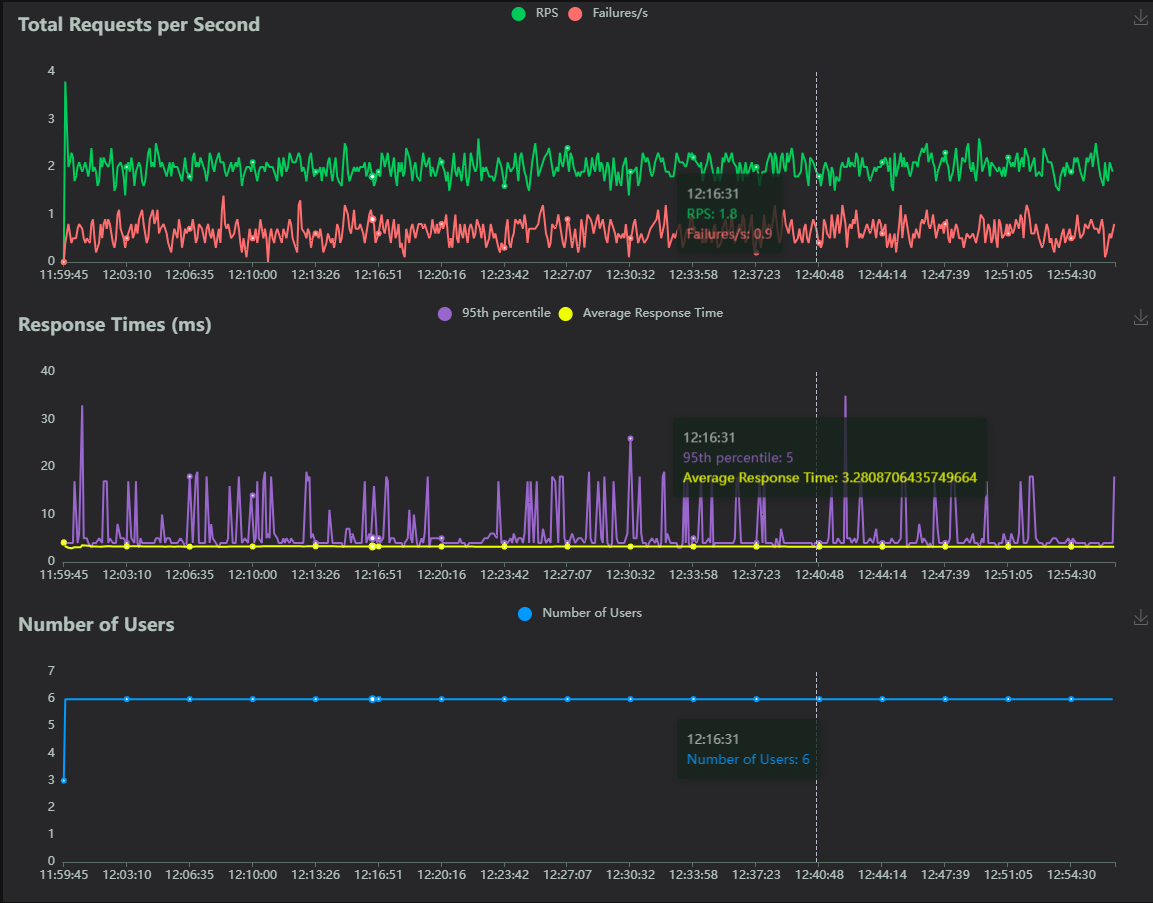 RPS Failures/s
Total Requests per Second
4
3
2
1
0
12:16:31
RPS: 1.8
Failures/s: 0.9
11:59:45 12:03:10 12:06:35 12:10:00 12:13:26 12:16:51 12:20:16 12:23:42 12:27:07 12:30:32 12:33:58 12:37:23 12:40:48 12:44:14 12:47:39 12:51:05 12:54:30
95th percentile Average Response Time
Response Times (ms)
40
30
20
10
0
12:16:31
95th percentile: 5
Average Response Time: 3.2808706435749664
11:59:45 12:03:10 12:06:35 12:10:00 12:13:26 12:16:51 12:20:16 12:23:42 12:27:07 12:30:32 12:33:58 12:37:23 12:40:48 12:44:14 12:47:39 12:51:05 12:54:30
Number of Users
Number of Users
7
6
5
4
3
2
1
0
12:16:31
Number of Users: 6
11:59:45 12:03:10 12:06:35 12:10:00 12:13:26 12:16:51 12:20:16 12:23:42 12:27:07 12:30:32 12:33:58 12:37:23 12:40:48 12:44:14 12:47:39 12:51:05 12:54:30